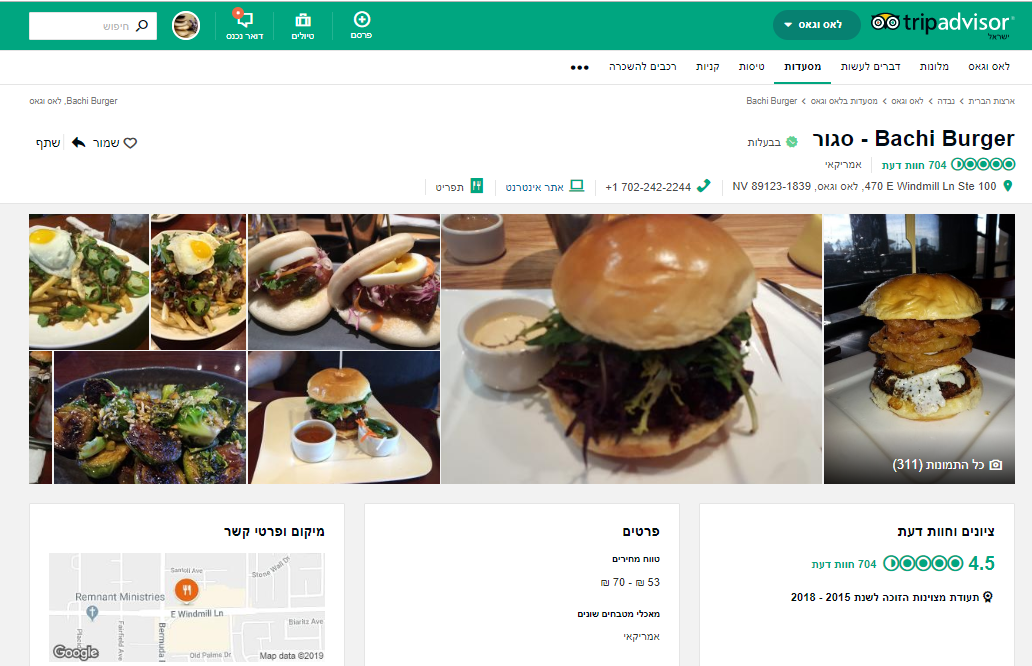 tripadvisor®
ישראל
לאס וגאס
פרסם
טיולים
דואר נכנס
חיפוש
לאס וגאס
מלונות
דברים לעשות
מסעדות
טיסות
קניות
רכבים להשכרה
•••
ארצות הברית > נבדה > לאס וגאס > מסעדות בלאס וגאס > Bachi Burger
Bachi Burger, לאס וגאס
Bachi Burger - סגור
בבעלות
שמור
שתף
704 חוות דעת
אמריקאי
470 E Windmill Ln Ste 100, לאס וגאס, NV 89123-1839
+1 702-242-2244
אתר אינטרנט
תפריט
כל התמונות (311)
ציונים וחוות דעת
4.5
704 חוות דעת
תעודת מצוינות הזוכה לשנת 2015 - 2018
פרטים
טווח מחירים
53 ₪ - 70 ₪
מאכלי מטבחים שונים
אמריקאי
מיקום ופרטי קשר
Santoli Ave
Stone Wall Dr
Remnant Ministries
E Windmill Ln
Biaritz Ave
Fairfield Ave
Bermuda
Old Palms Dr
Google
Map data ©2019